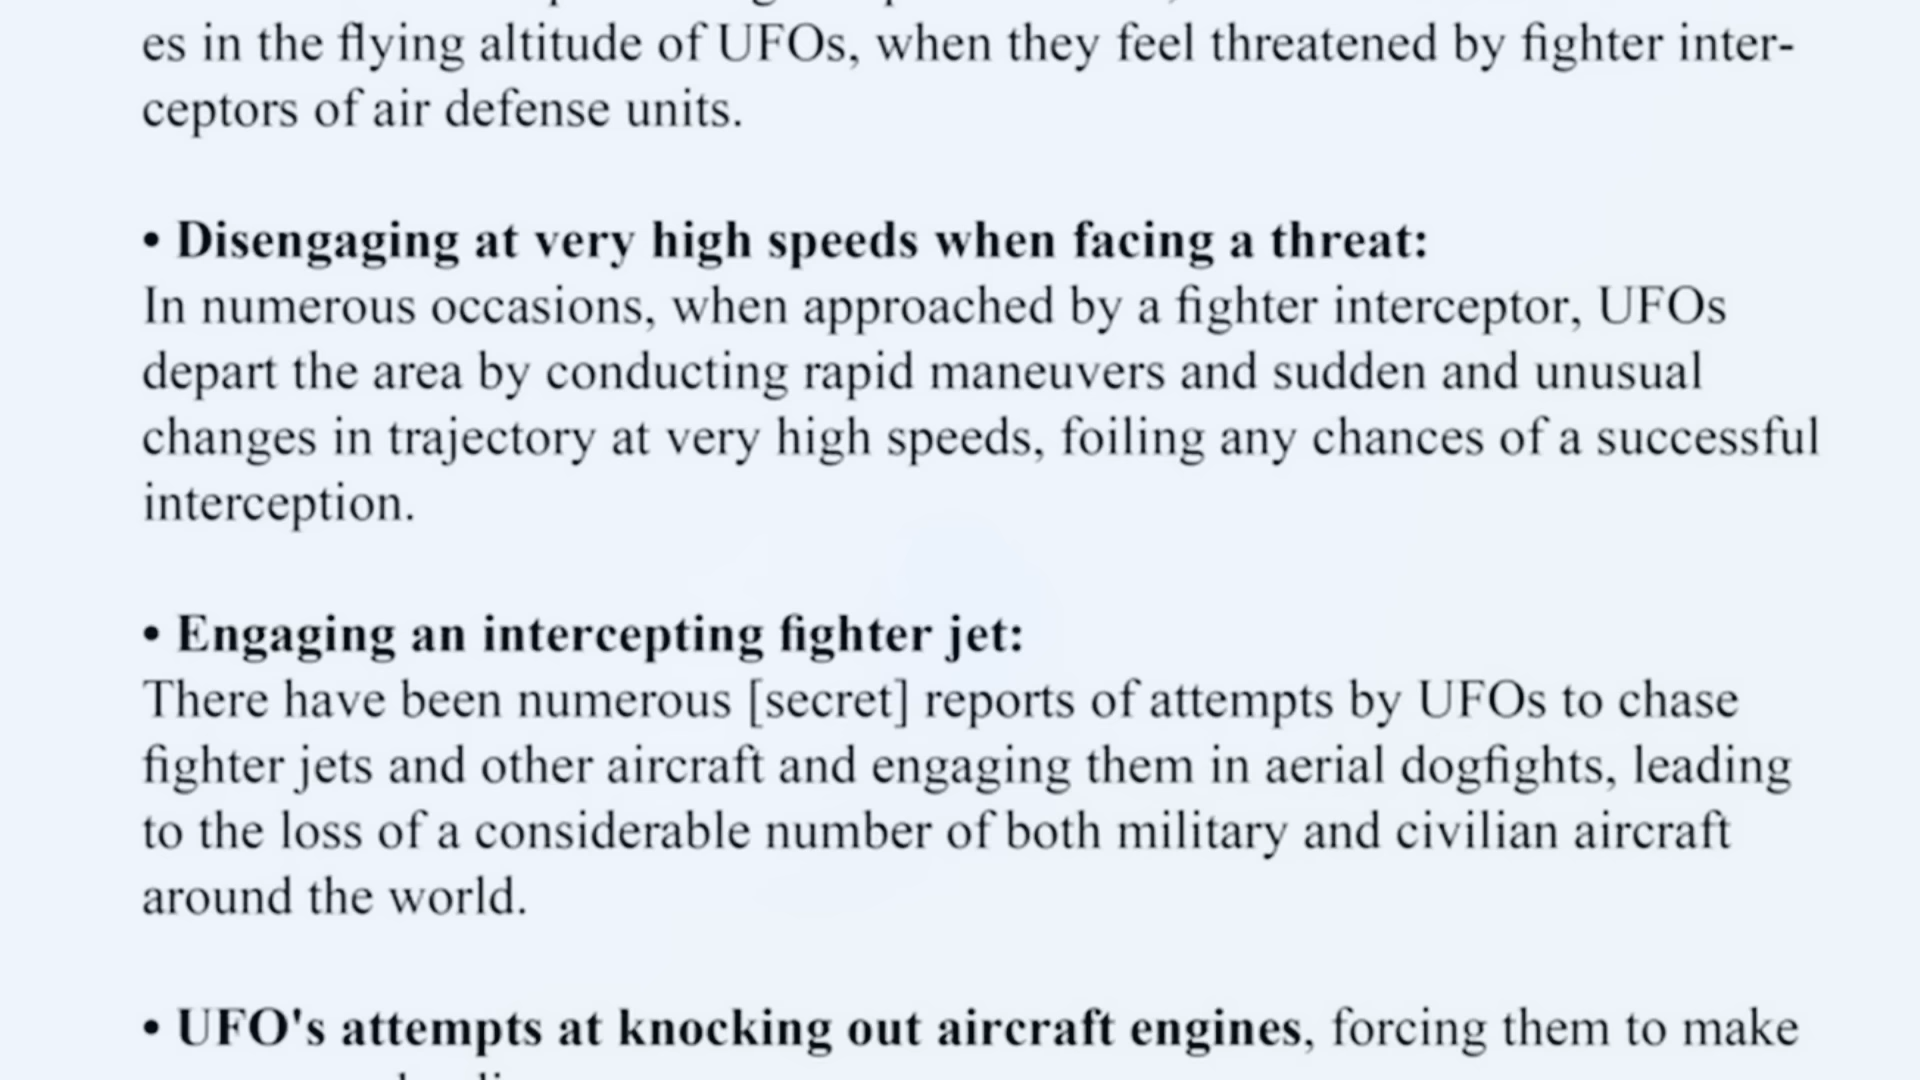 es in the flying altitude of UFOs, when they feel threatened by fighter inter-
ceptors of air defense units.
• Disengaging at very high speeds when facing a threat:
In numerous occasions, when approached by a fighter interceptor, UFOs
depart the area by conducting rapid maneuvers and sudden and unusual
changes in trajectory at very high speeds, foiling any chances of a successful
interception.
• Engaging an intercepting fighter jet:
There have been numerous [secret] reports of attempts by UFOs to chase
fighter jets and other aircraft and engaging them in aerial dogfights, leading
to the loss of a considerable number of both military and civilian aircraft
around the world.
• UFO's attempts at knocking out aircraft engines, forcing them to make